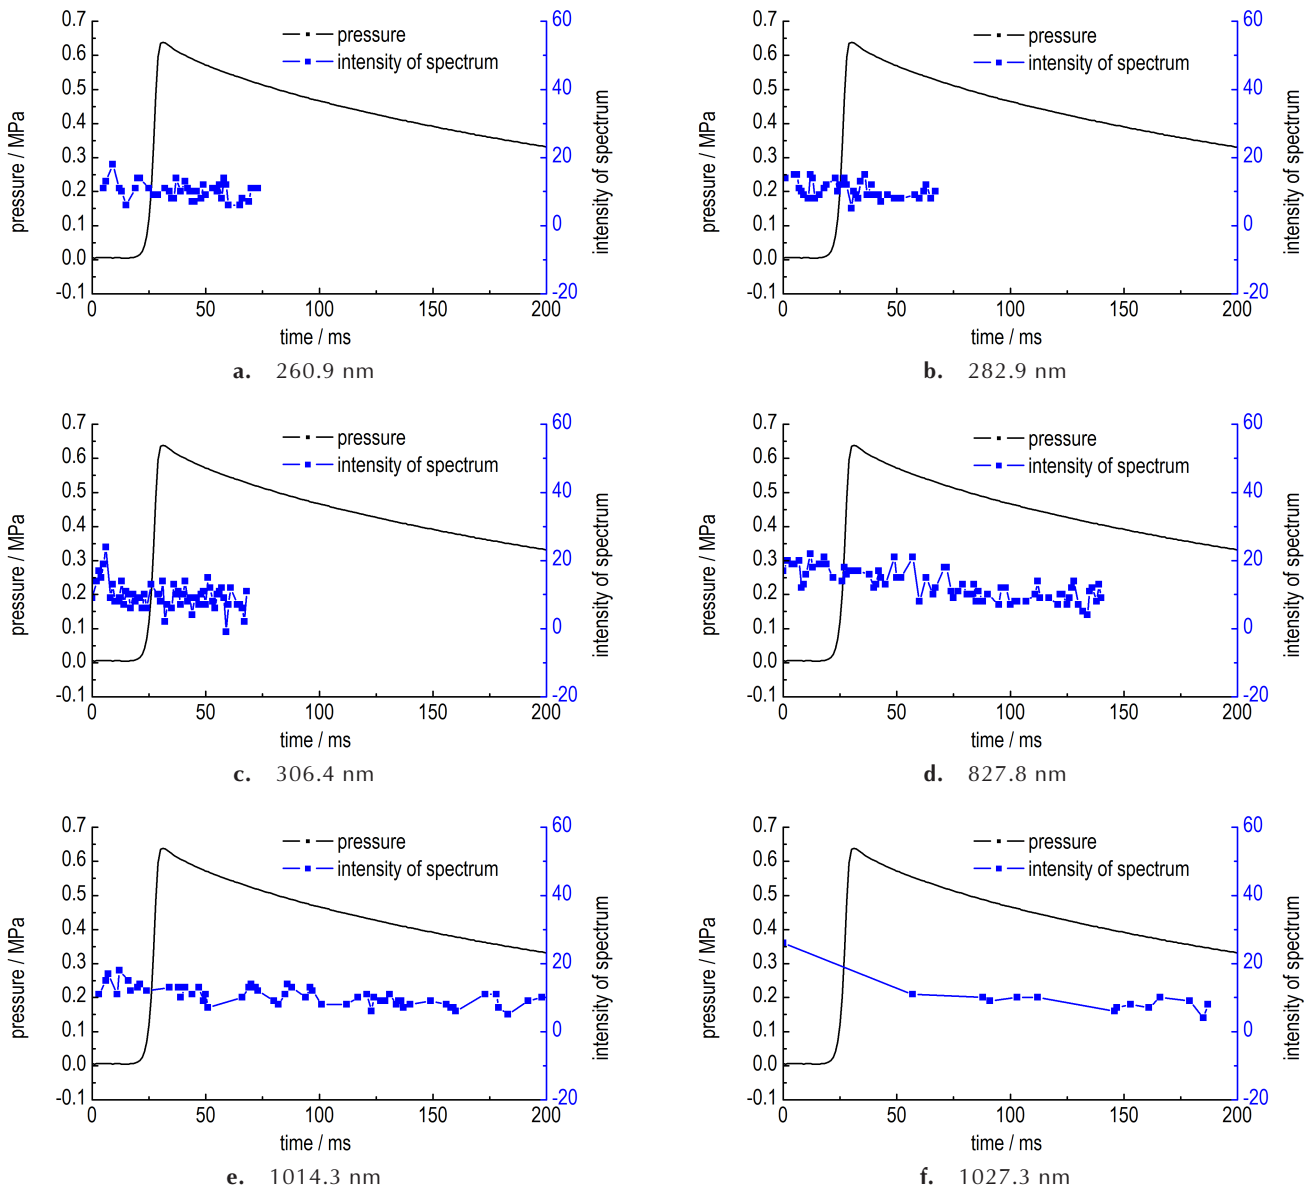 0.7
0.6
0.5
0.4
0.3
0.2
0.1
0.0
-0.1
pressure / MPa
pressure
intensity of spectrum
60
40
20
0
-20
intensity of spectrum
0 50 100 150 200
time / ms
a. 260.9 nm
0.7
0.6
0.5
0.4
0.3
0.2
0.1
0.0
-0.1
pressure / MPa
pressure
intensity of spectrum
60
40
20
0
-20
intensity of spectrum
0 50 100 150 200
time / ms
b. 282.9 nm
0.7
0.6
0.5
0.4
0.3
0.2
0.1
0.0
-0.1
pressure / MPa
pressure
intensity of spectrum
60
40
20
0
-20
intensity of spectrum
0 50 100 150 200
time / ms
c. 306.4 nm
0.7
0.6
0.5
0.4
0.3
0.2
0.1
0.0
-0.1
pressure / MPa
pressure
intensity of spectrum
60
40
20
0
-20
intensity of spectrum
0 50 100 150 200
time / ms
d. 827.8 nm
0.7
0.6
0.5
0.4
0.3
0.2
0.1
0.0
-0.1
pressure / MPa
pressure
intensity of spectrum
60
40
20
0
-20
intensity of spectrum
0 50 100 150 200
time / ms
e. 1014.3 nm
0.7
0.6
0.5
0.4
0.3
0.2
0.1
0.0
-0.1
pressure / MPa
pressure
intensity of spectrum
60
40
20
0
-20
intensity of spectrum
0 50 100 150 200
time / ms
f. 1027.3 nm